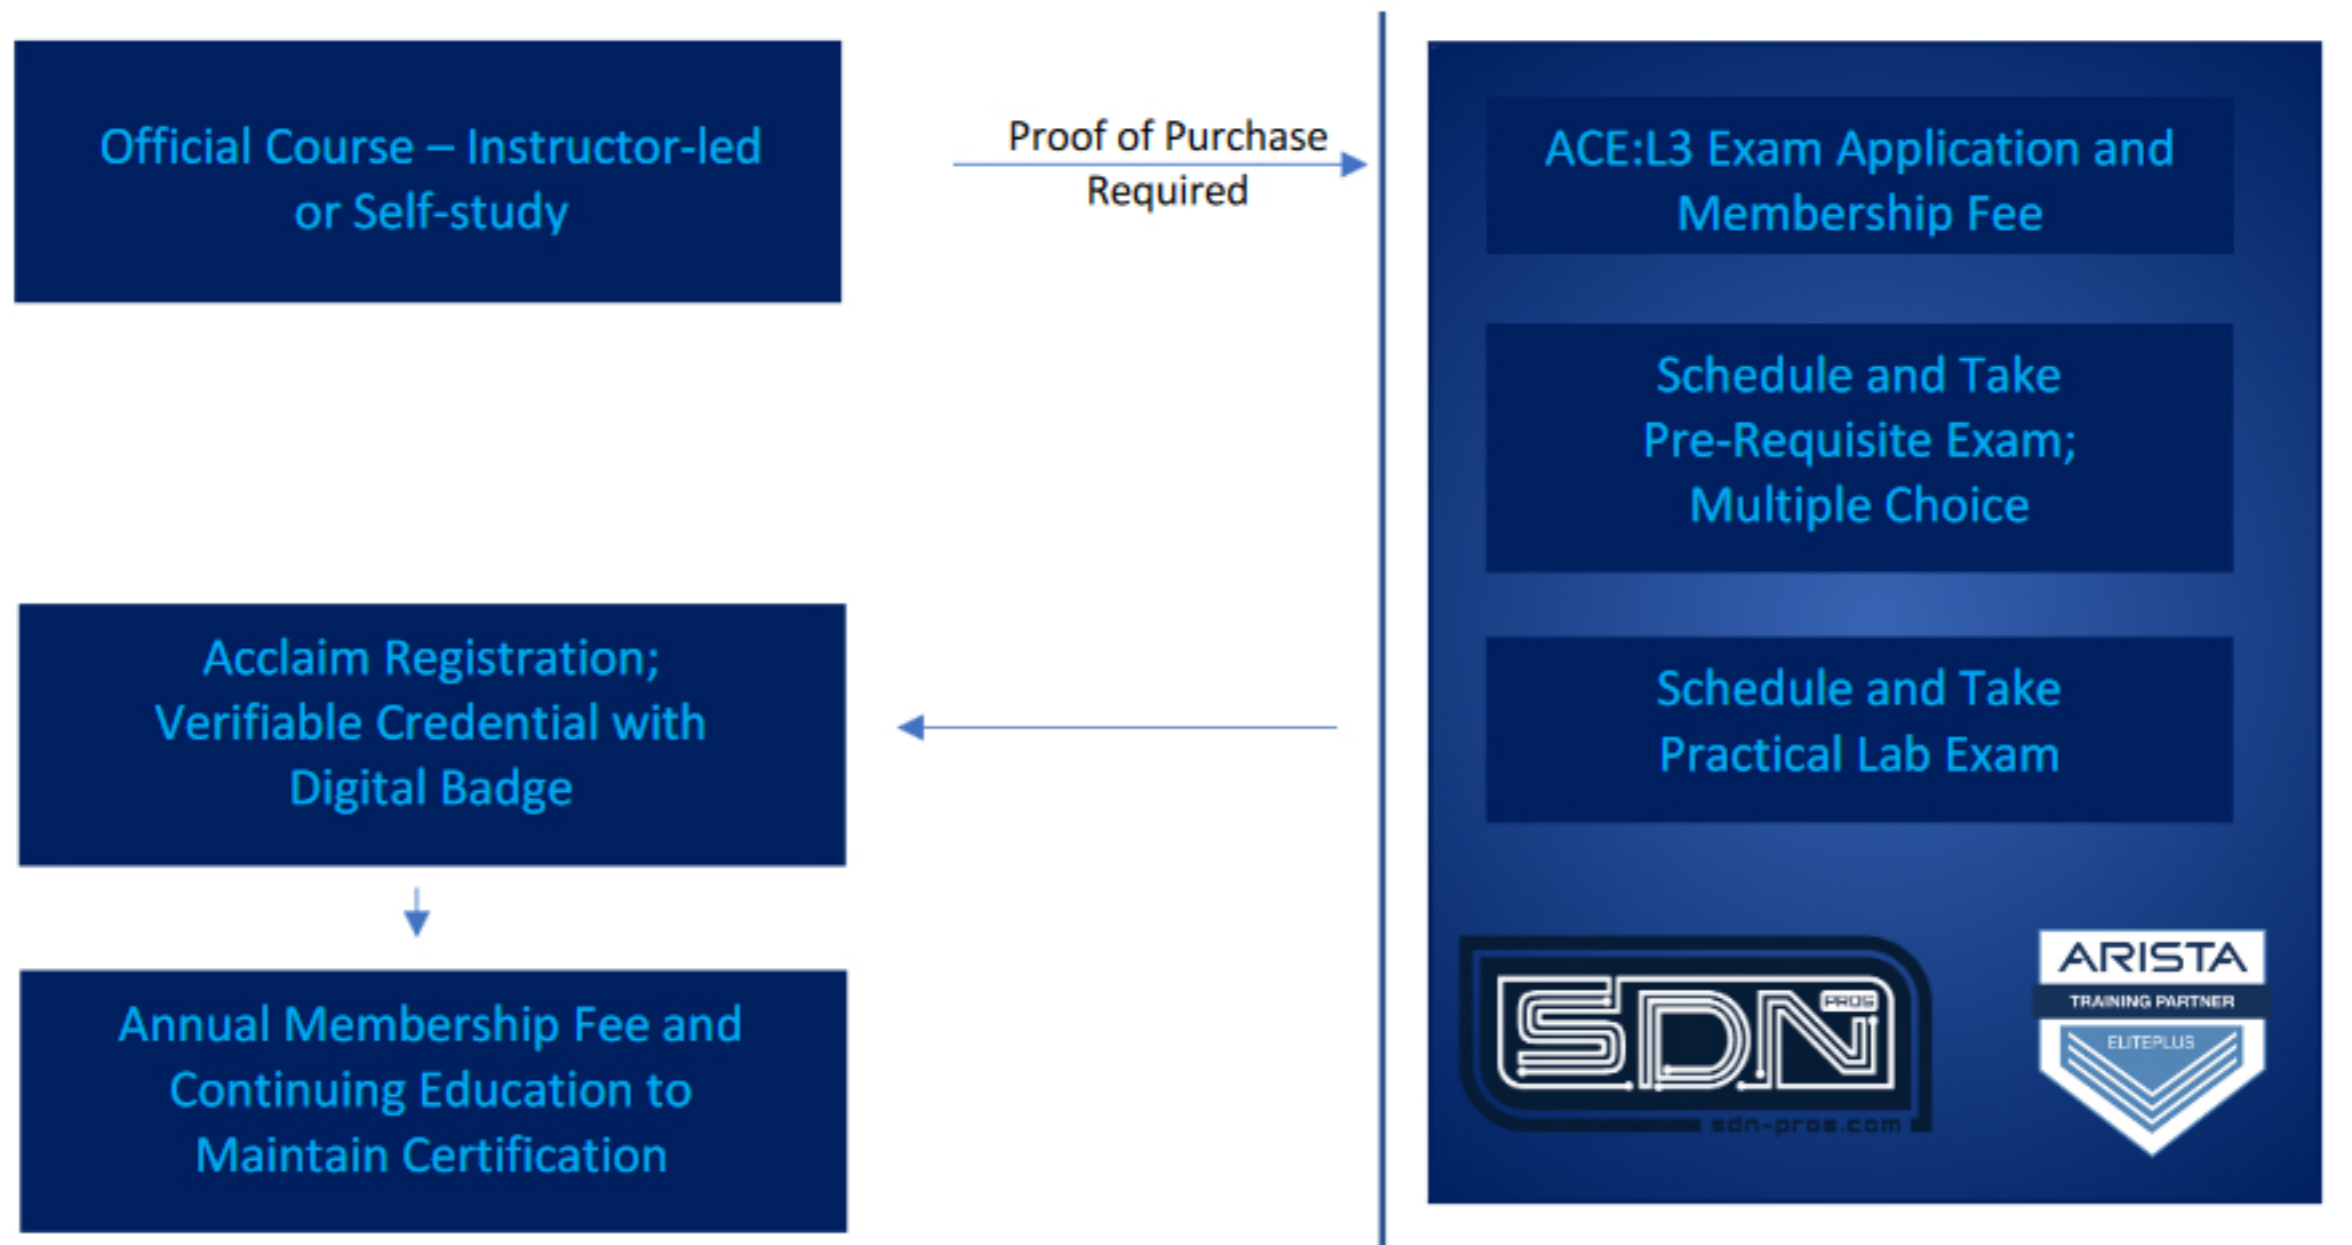 Official Course – Instructor-led
or Self-study
Proof of Purchase
Required
ACE:L3 Exam Application and
Membership Fee
Schedule and Take
Pre-Requisite Exam;
Multiple Choice
Schedule and Take
Practical Lab Exam
Acclaim Registration;
Verifiable Credential with
Digital Badge
Annual Membership Fee and
Continuing Education to
Maintain Certification
SDN
PROS
sdn-pros.com
ARISTA
TRAINING PARTNER
ELITEPLUS